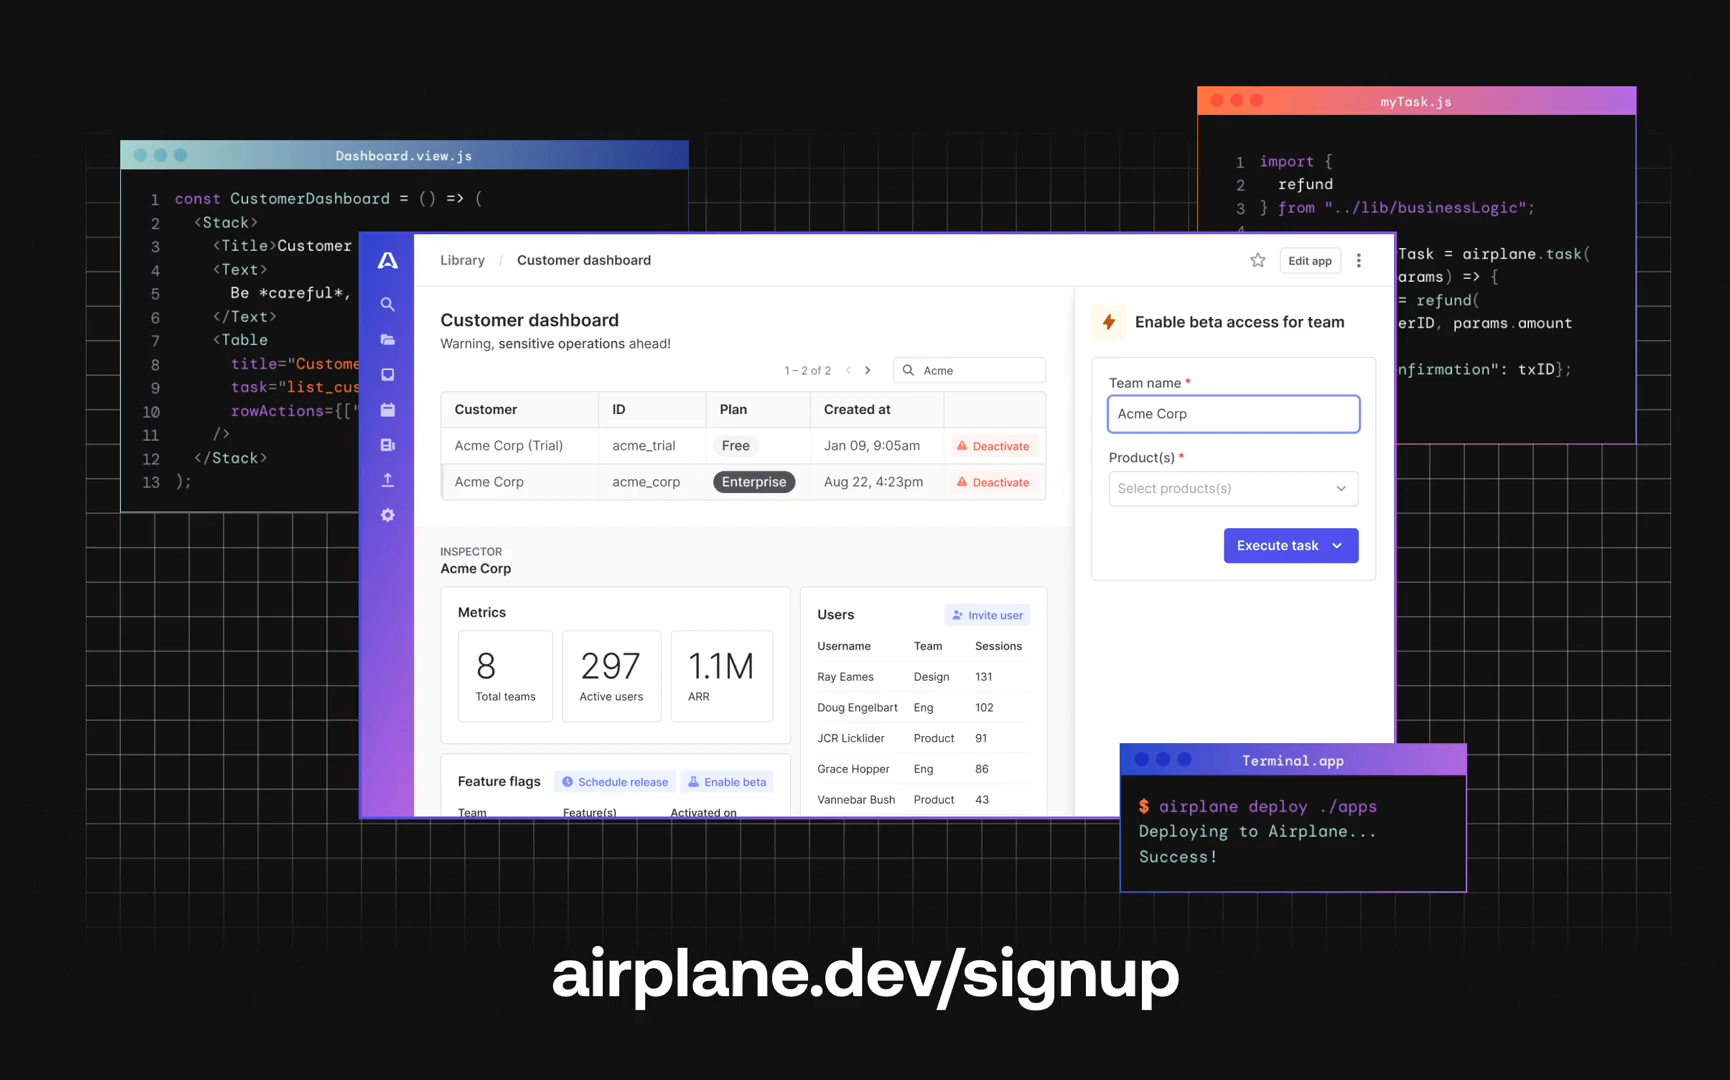 Dashboard.view.js
1 const CustomerDashboard = () => (
2 <Stack>
3 <Title>Customer
4 <Text>
5 Be *careful*,
6 </Text>
7 <Table
8 title="Custome
9 task="list_cus
10 rowActions={["
11 />
12 </Stack>
13 );
myTask.js
1 import {
2 refund
3 } from "../lib/businessLogic";
4
Task = airplane.task(
arams) => {
= refund(
erID, params.amount
nfirmation": txID};
Library / Customer dashboard
Edit app
Customer dashboard
Warning, sensitive operations ahead!
1 – 2 of 2
Acme
Customer ID Plan Created at
Acme Corp (Trial) acme_trial Free Jan 09, 9:05am Deactivate
Acme Corp acme_corp Enterprise Aug 22, 4:23pm Deactivate
INSPECTOR
Acme Corp
Metrics
8
Total teams
297
Active users
1.1M
ARR
Feature flags Schedule release Enable beta
Team Feature(s) Activated on
Users Invite user
Username Team Sessions
Ray Eames Design 131
Doug Engelbart Eng 102
JCR Licklider Product 91
Grace Hopper Eng 86
Vannebar Bush Product 43
Enable beta access for team
Team name *
Acme Corp
Product(s) *
Select products(s)
Execute task
Terminal.app
$ airplane deploy ./apps
Deploying to Airplane...
Success!
airplane.dev/signup